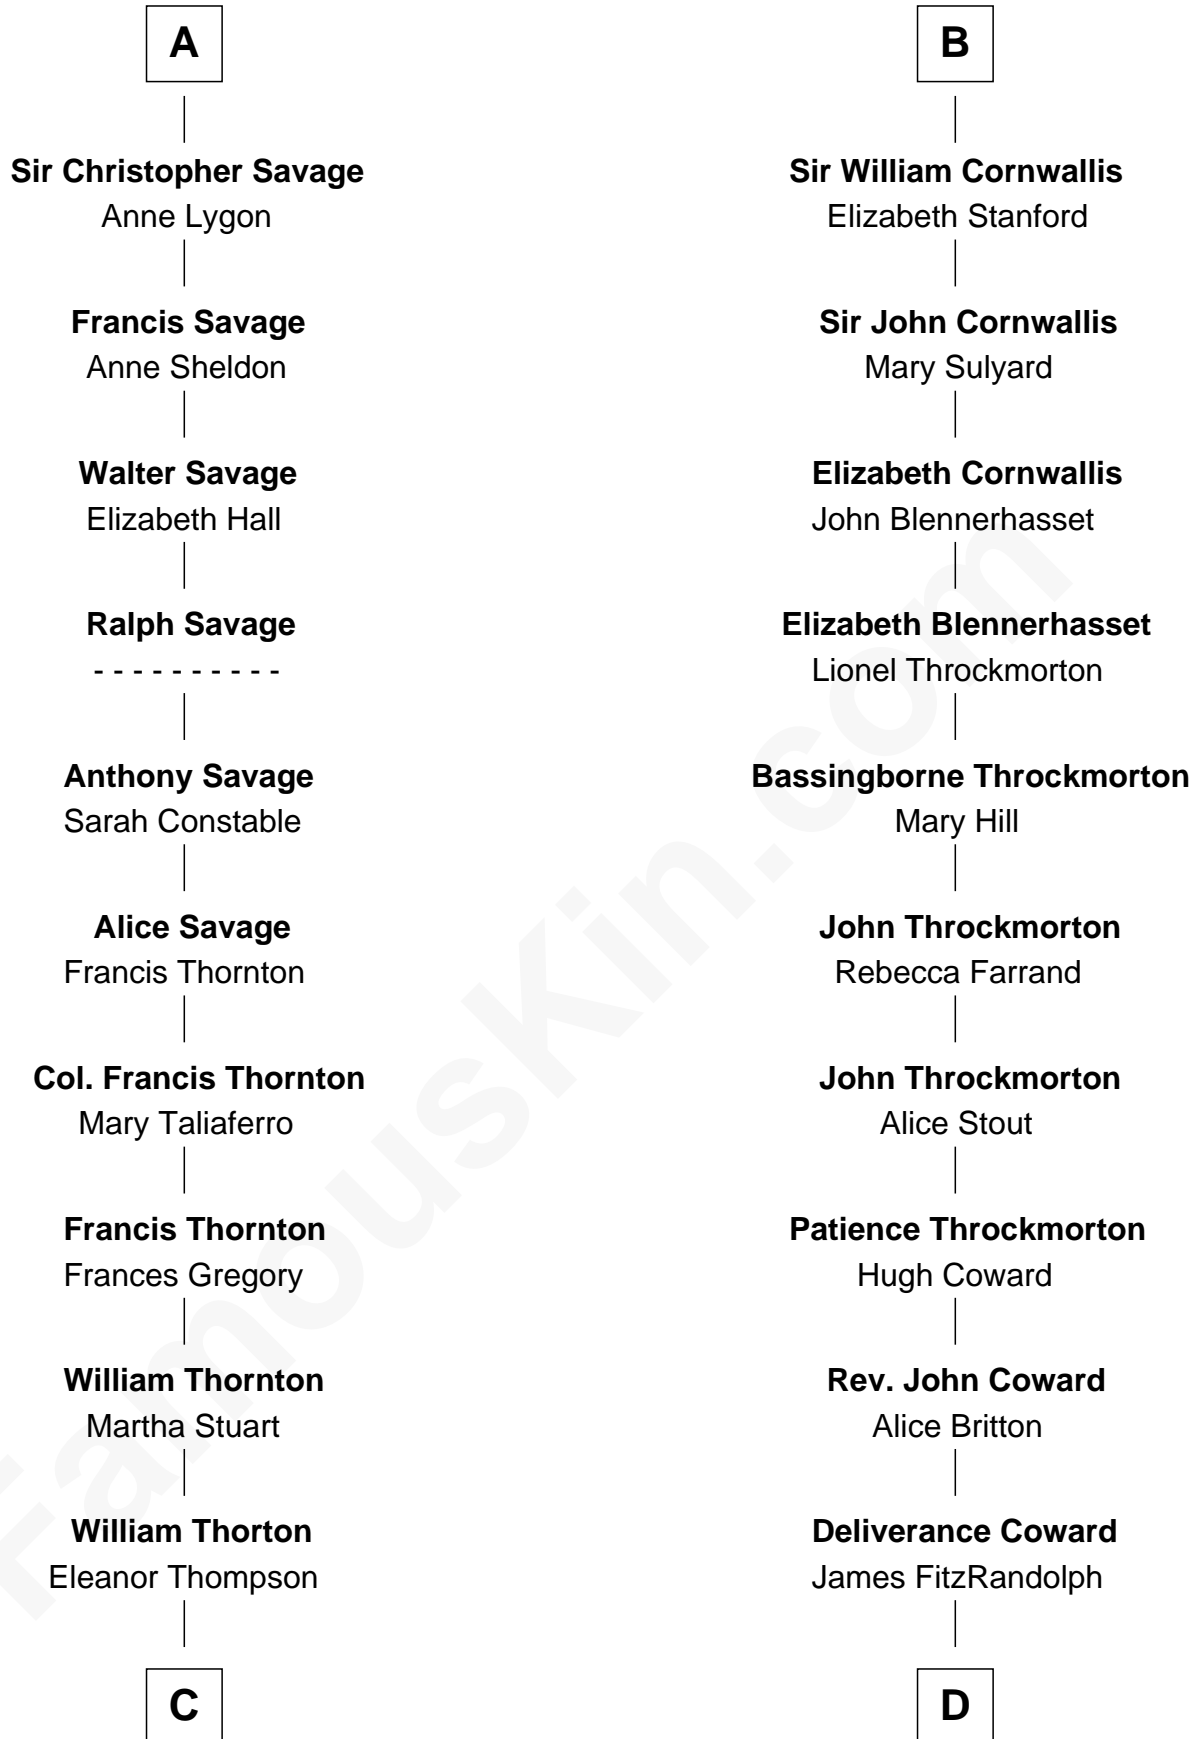 A
Sir Christopher Savage
Anne Lygon
Francis Savage
Anne Sheldon
Walter Savage
Elizabeth Hall
Ralph Savage
- - - - - - - - - -
Anthony Savage
Sarah Constable
Alice Savage
Francis Thornton
Col. Francis Thornton
Mary Taliaferro
Francis Thornton
Frances Gregory
William Thornton
Martha Stuart
William Thorton
Eleanor Thompson
C
B
Sir William Cornwallis
Elizabeth Stanford
Sir John Cornwallis
Mary Sulyard
Elizabeth Cornwallis
John Blennerhasset
Elizabeth Blennerhasset
Lionel Throckmorton
Bassingborne Throckmorton
Mary Hill
John Throckmorton
Rebecca Farrand
John Throckmorton
Alice Stout
Patience Throckmorton
Hugh Coward
Rev. John Coward
Alice Britton
Deliverance Coward
James FitzRandolph
D
FamousKin.com